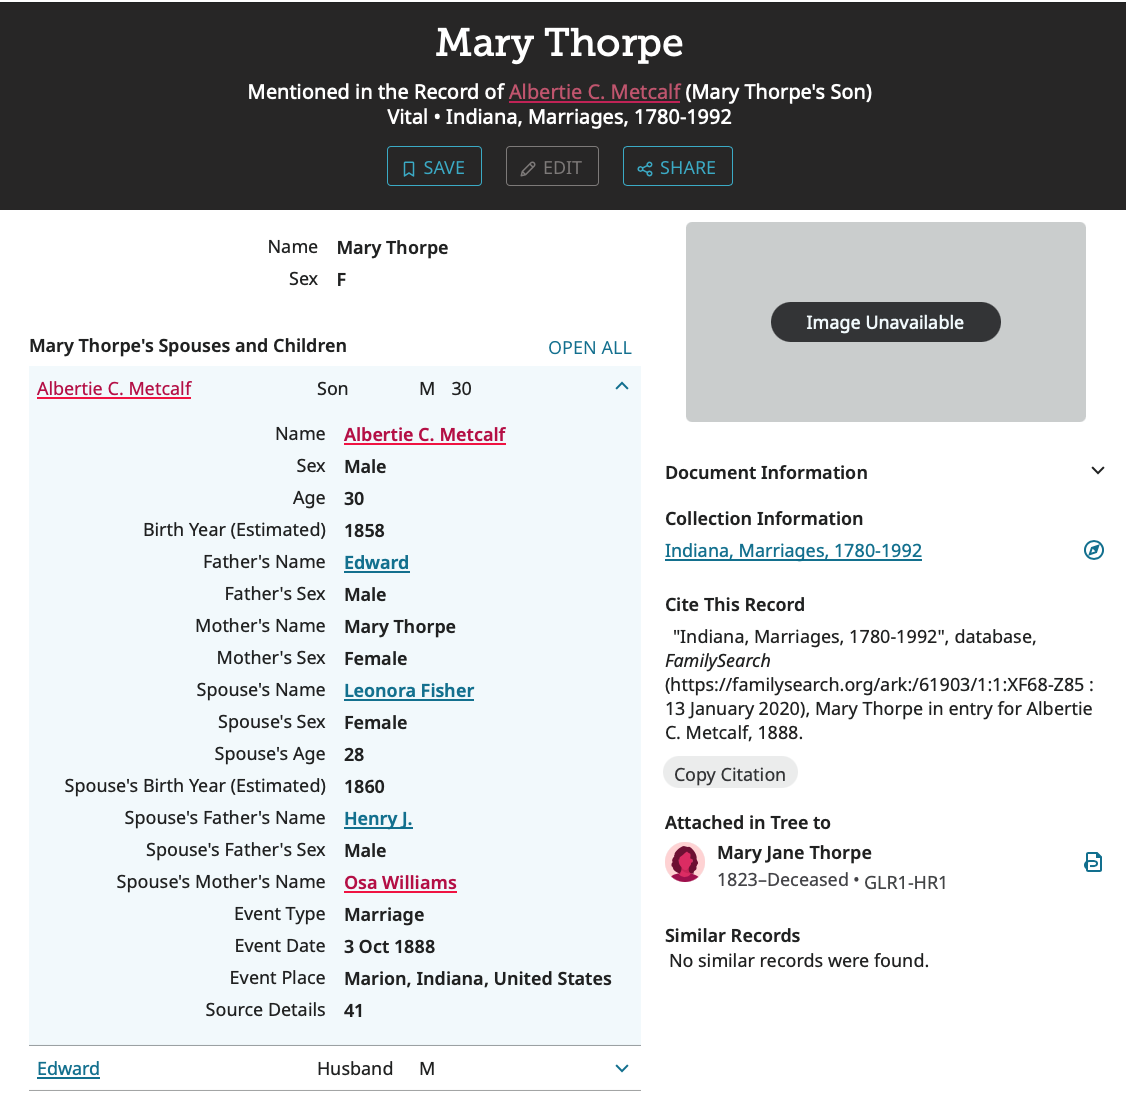 Mary Thorpe
Mentioned in the Record of Albertie C. Metcalf (Mary Thorpe's Son)
Vital • Indiana, Marriages, 1780-1992
SAVE
EDIT
SHARE
Name Mary Thorpe
Sex F
Mary Thorpe's Spouses and Children
OPEN ALL
Albertie C. Metcalf Son M 30
Name Albertie C. Metcalf
Sex Male
Age 30
Birth Year (Estimated) 1858
Father's Name Edward
Father's Sex Male
Mother's Name Mary Thorpe
Mother's Sex Female
Spouse's Name Leonora Fisher
Spouse's Sex Female
Spouse's Age 28
Spouse's Birth Year (Estimated) 1860
Spouse's Father's Name Henry J.
Spouse's Father's Sex Male
Spouse's Mother's Name Osa Williams
Event Type Marriage
Event Date 3 Oct 1888
Event Place Marion, Indiana, United States
Source Details 41
Edward Husband M
Image Unavailable
Document Information
Collection Information
Indiana, Marriages, 1780-1992
Cite This Record
"Indiana, Marriages, 1780-1992", database,
FamilySearch
(https://familysearch.org/ark:/61903/1:1:XF68-Z85 :
13 January 2020), Mary Thorpe in entry for Albertie
C. Metcalf, 1888.
Copy Citation
Attached in Tree to
Mary Jane Thorpe
1823–Deceased • GLR1-HR1
Similar Records
No similar records were found.